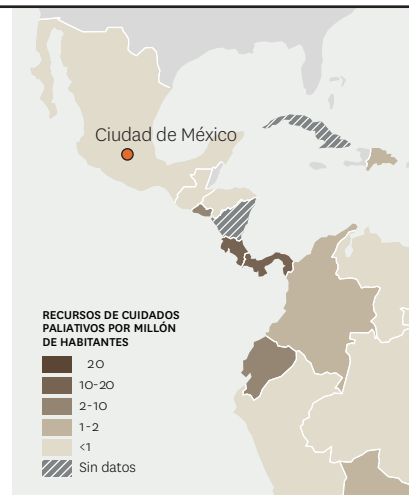 Ciudad de México
RECURSOS DE CUIDADOS
PALIATIVOS POR MILLÓN
DE HABITANTES
20
10-20
2-10
1-2
<1
Sin datos